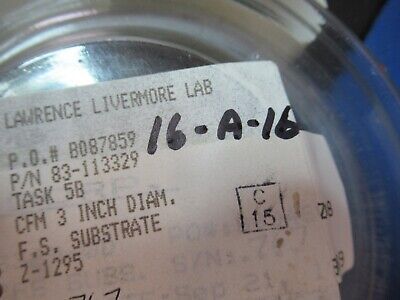 LAWRENCE LIVERMORE LAB
P.O.# B087859
16-A-16
P/N 83-113329
TASK 5B
CFM 3 INCH DIAM.
C
15
F.S. SUBSTRATE
Z-1295